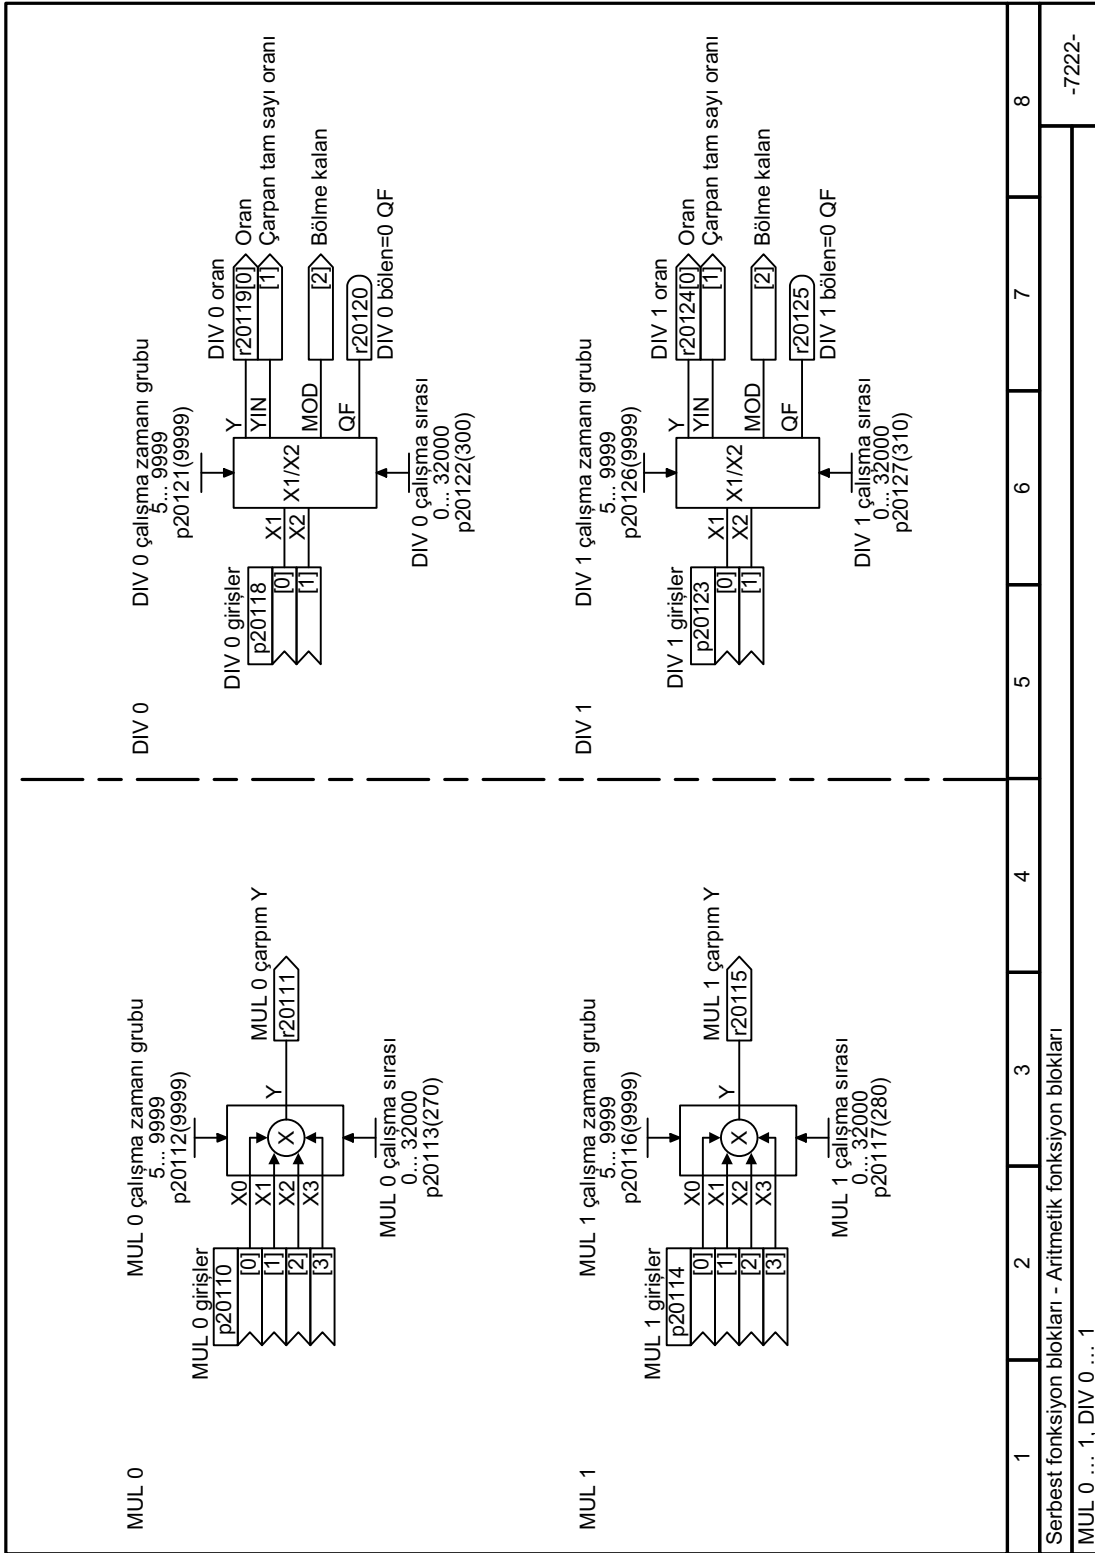 MUL 0
MUL 0 girişler
p20110
[0]
[1]
[2]
[3]
X0
X1
X2
X3
MUL 0 çalışma zamanı grubu
5... 9999
p20112(9999)
X
Y
MUL 0 çarpım Y
r20111
MUL 0 çalışma sırası
0... 32000
p20113(270)
MUL 1
MUL 1 girişler
p20114
[0]
[1]
[2]
[3]
X0
X1
X2
X3
MUL 1 çalışma zamanı grubu
5... 9999
p20116(9999)
X
Y
MUL 1 çarpım Y
r20115
MUL 1 çalışma sırası
0... 32000
p20117(280)
DIV 0
DIV 0 girişler
p20118
[0]
[1]
X1
X2
DIV 0 çalışma zamanı grubu
5... 9999
p20121(9999)
X1/X2
Y
YIN
MOD
QF
DIV 0 oran
r20119[0] Oran
[1] Çarpan tam sayı oranı
[2] Bölme kalan
r20120
DIV 0 bölen=0 QF
DIV 0 çalışma sırası
0... 32000
p20122(300)
DIV 1
DIV 1 girişler
p20123
[0]
[1]
X1
X2
DIV 1 çalışma zamanı grubu
5... 9999
p20126(9999)
X1/X2
Y
YIN
MOD
QF
DIV 1 oran
r20124[0] Oran
[1] Çarpan tam sayı oranı
[2] Bölme kalan
r20125
DIV 1 bölen=0 QF
DIV 1 çalışma sırası
0... 32000
p20127(310)
1 2 3 4 5 6 7 8
Serbest fonksiyon blokları - Aritmetik fonksiyon blokları
MUL 0 ... 1, DIV 0 ... 1
-7222-